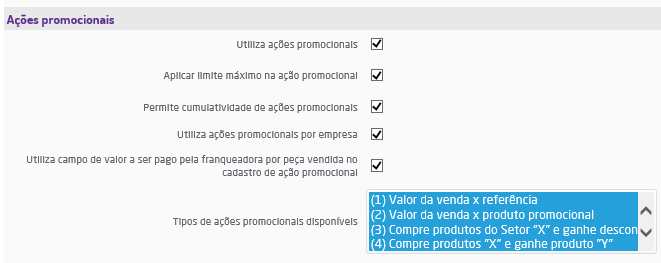 Ações promocionais
Utiliza ações promocionais
Aplicar limite máximo na ação promocional
Permite cumulatividade de ações promocionais
Utiliza ações promocionais por empresa
Utiliza campo de valor a ser pago pela franqueadora por peça vendida no
cadastro de ação promocional
Tipos de ações promocionais disponíveis
(1) Valor da venda x referência
(2) Valor da venda x produto promocional
(3) Compre produtos do Setor "X" e ganhe descon
(4) Compre produtos "X" e ganhe produto "Y"